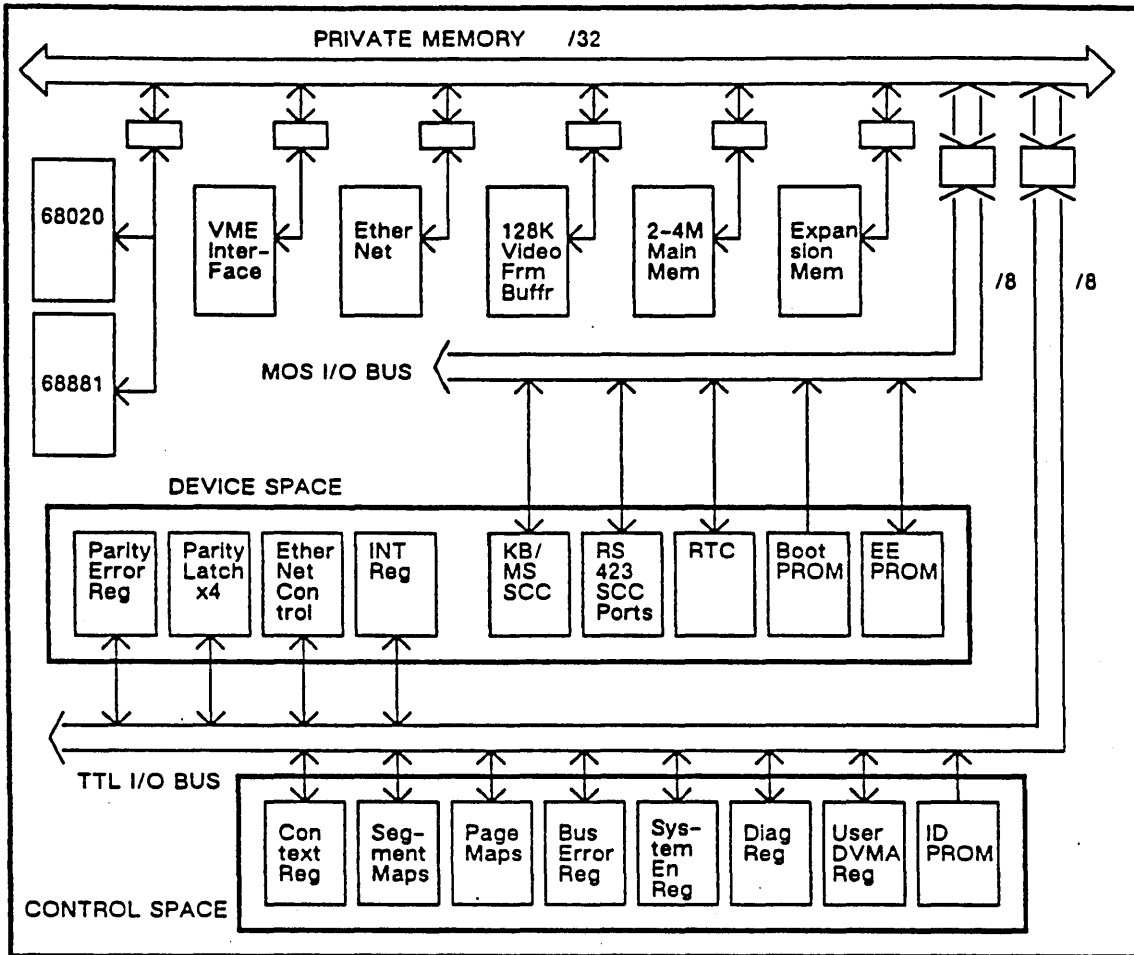 PRIVATE MEMORY /32
68020
68881
VME
Inter-
Face
Ether
Net
128K
Video
Frm
Buffr
2-4M
Main
Mem
Expan
sion
Mem
/8
/8
MOS I/O BUS
DEVICE SPACE
Parity
Error
Reg
Parity
Latch
x4
Ether
Net
Con
trol
INT
Reg
KB/
MS
SCC
RS
423
SCC
Ports
RTC
Boot
PROM
EE
PROM
TTL I/O BUS
Con
text
Reg
Seg-
ment
Maps
Page
Maps
Bus
Error
Reg
Sys-
tem
En
Reg
Diag
Reg
User
DVMA
Reg
ID
PROM
CONTROL SPACE